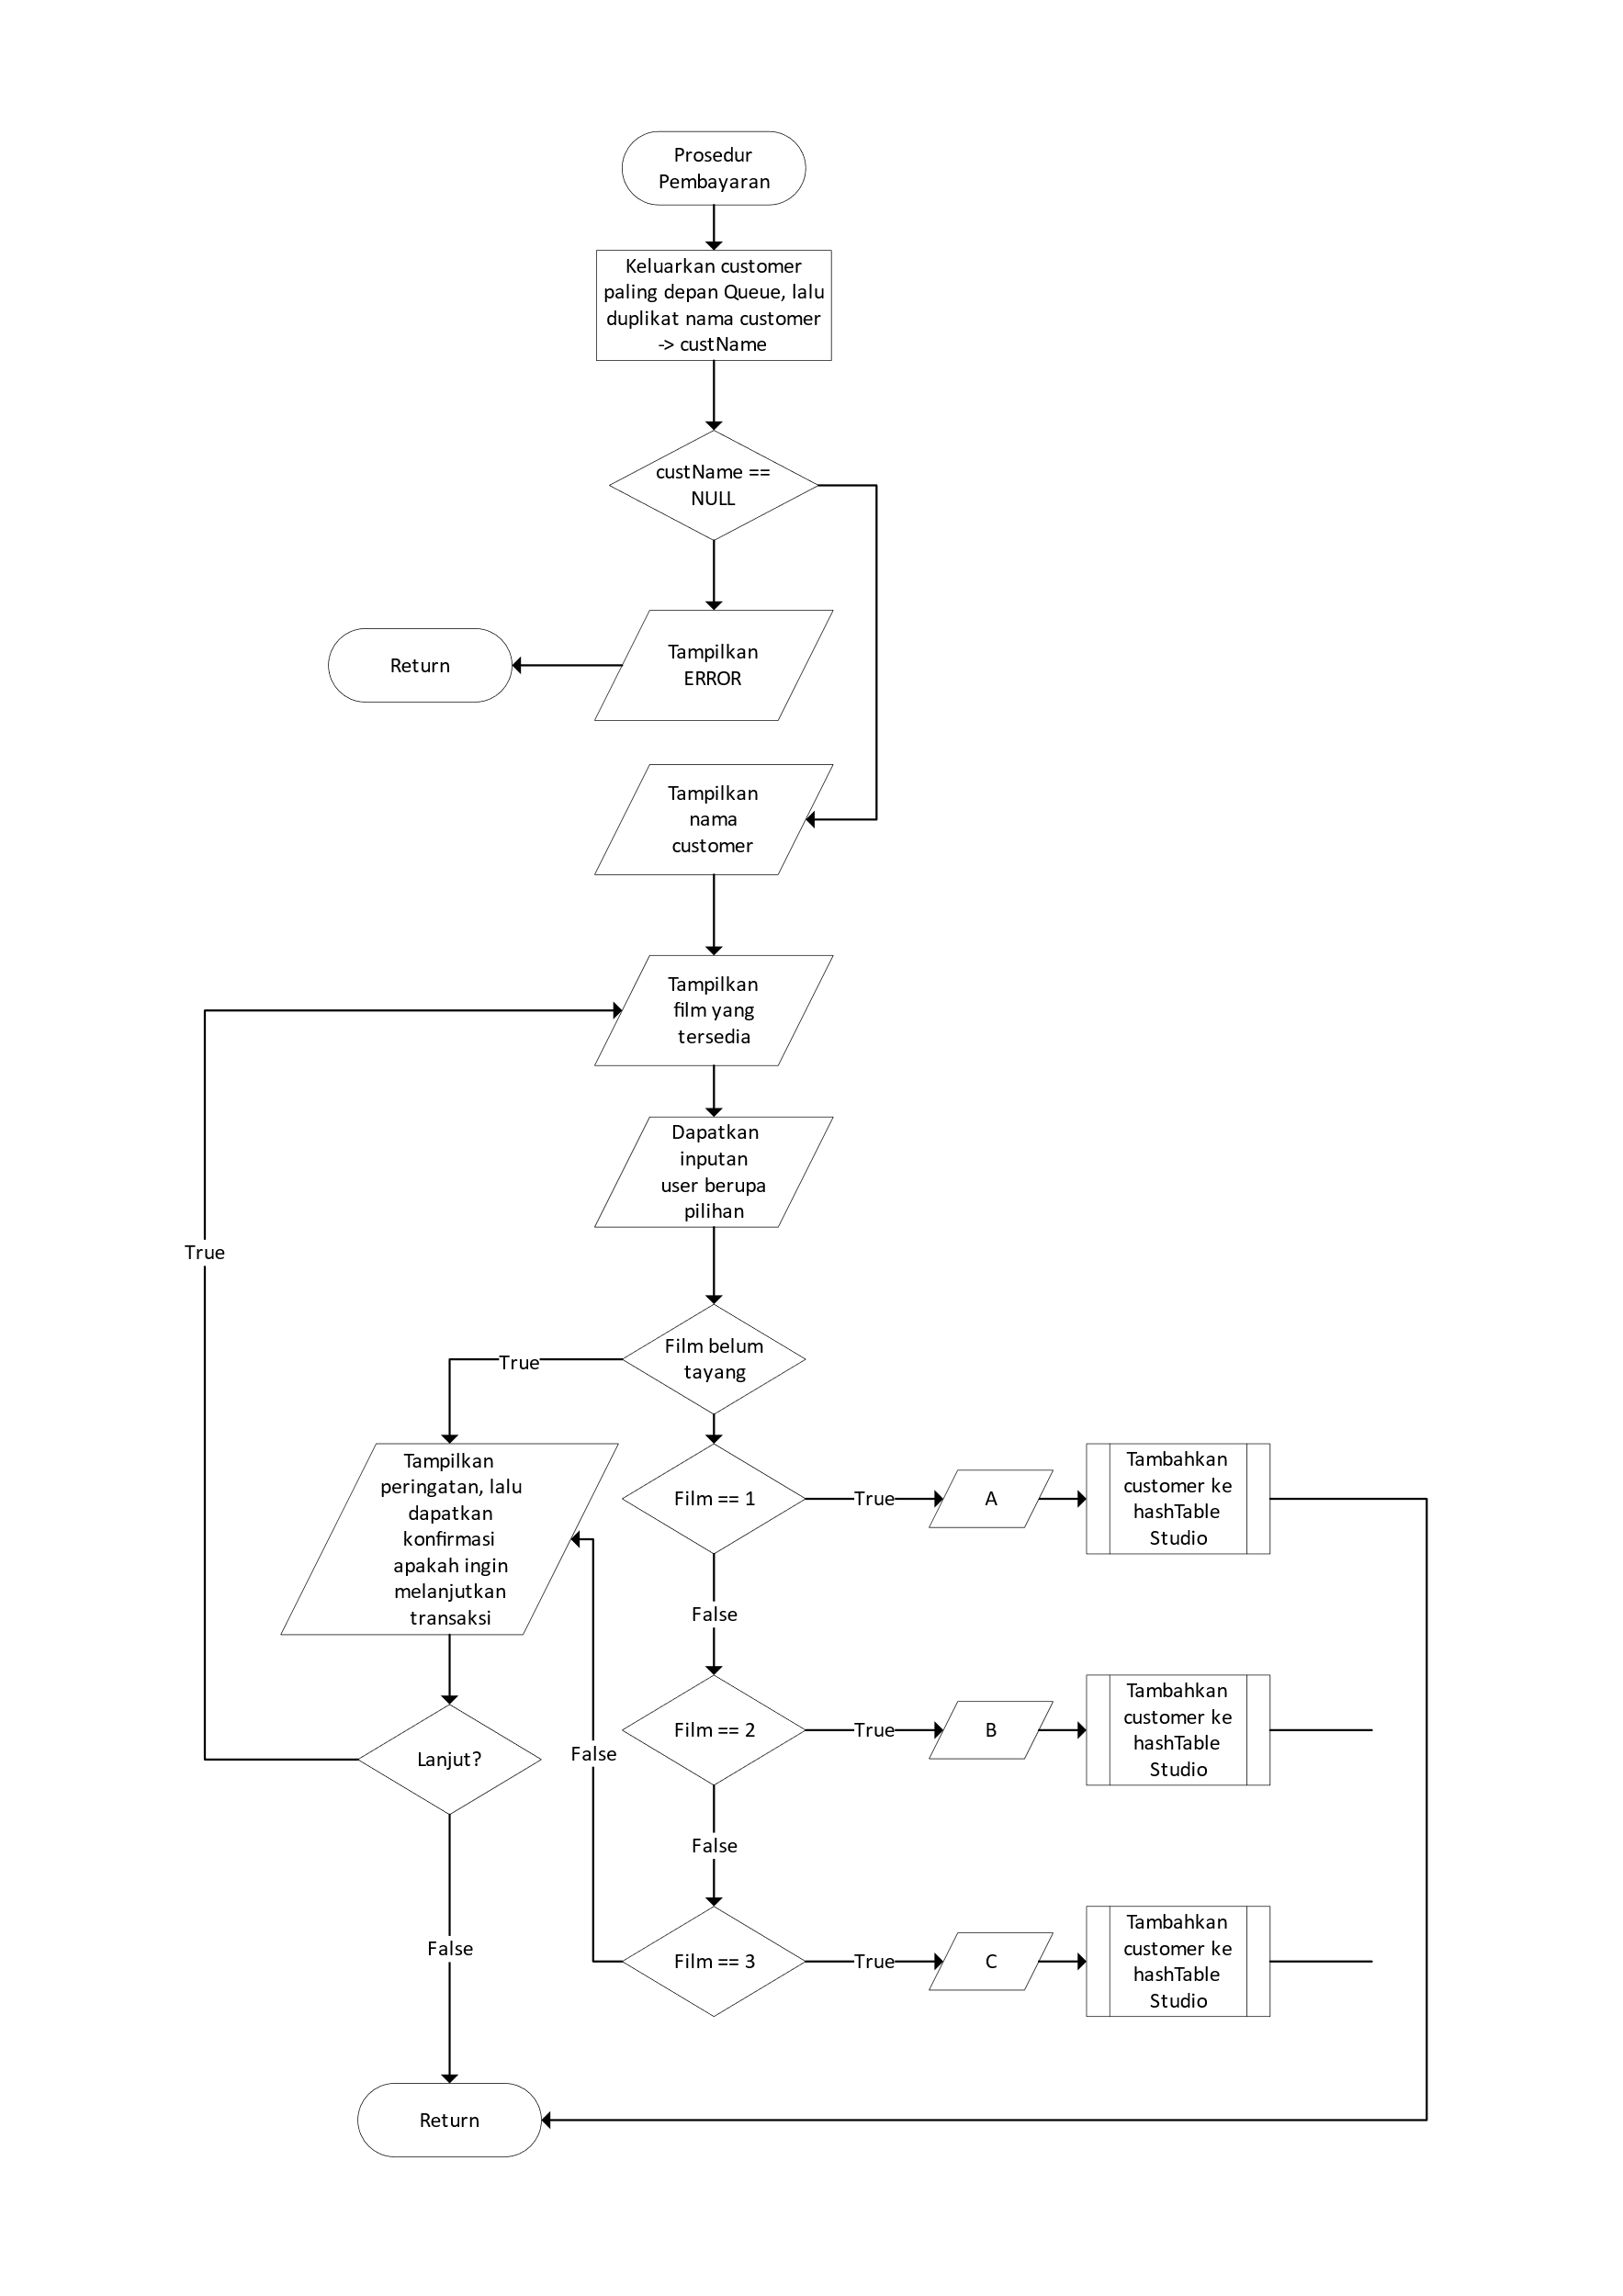 Prosedur
Pembayaran
Keluarkan customer
paling depan Queue, lalu
duplikat nama customer
-> custName
custName ==
NULL
Tampilkan
ERROR
Return
Tampilkan
nama
customer
Tampilkan
film yang
tersedia
Dapatkan
inputan
user berupa
pilihan
True
Film belum
tayang
True
Tampilkan
peringatan, lalu
dapatkan
konfirmasi
apakah ingin
melanjutkan
transaksi
Film == 1
True
A
Tambahkan
customer ke
hashTable
Studio
False
Lanjut?
False
Film == 2
True
B
Tambahkan
customer ke
hashTable
Studio
False
False
Film == 3
True
C
Tambahkan
customer ke
hashTable
Studio
Return